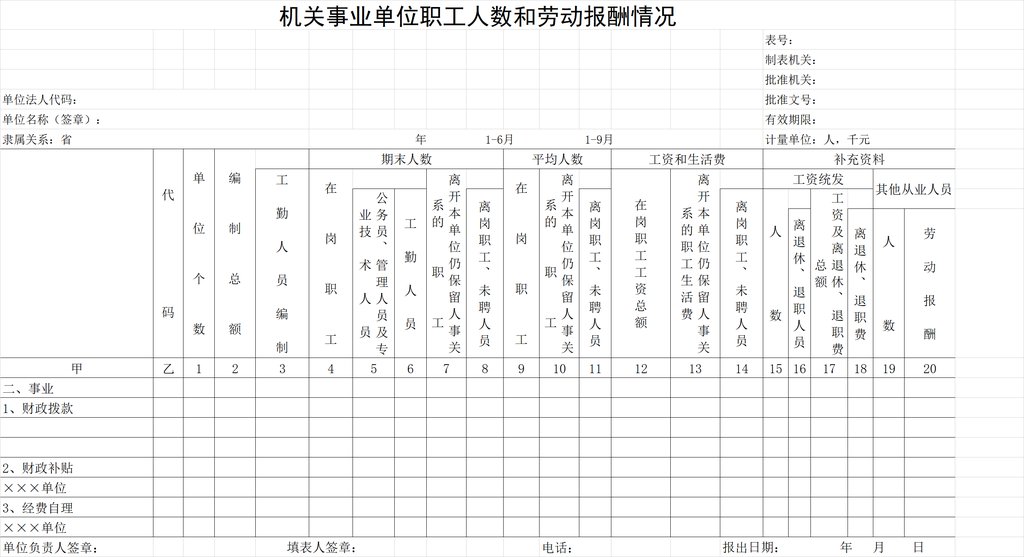 机关事业单位职工人数和劳动报酬情况
表号:
制表机关:
批准机关:
单位法人代码: 批准文号:
单位名称（签章）: 有效期限:
隶属关系: 省 年 1-6月 1-9月 计量单位: 人, 千元
期末人数 平均人数 工资和生活费 补充资料
代码
单位个数
编制总额
工勤人员编制
在岗职工
公务员、管理人员及专业技术人员
工勤人员
离开本单位仍保留人事关系的职工
离岗职工、未聘人员
在岗职工
离开本单位仍保留人事关系的职工
离岗职工、未聘人员
在岗职工工资总额
离开本单位仍保留人事关系的职工生活费
离岗职工、未聘人员
工资统发
人数
离退休、退职人员
工资及离退休、退职费总额
离退休、退职费
其他从业人员
人数
劳动报酬
甲 乙 1 2 3 4 5 6 7 8 9 10 11 12 13 14 15 16 17 18 19 20
二、事业
1、财政拨款
2、财政补贴
×××单位
3、经费自理
×××单位
单位负责人签章; 填表人签章: 电话; 报出日期: 年 月 日